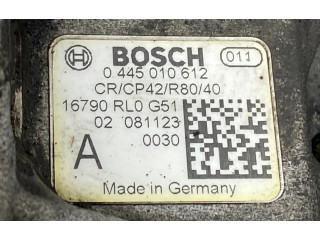 BOSCH 011
0 445 010 612
CR/CP42/R80/40
16790 RL0 G51
02 081123
A 0030
Made in Germany